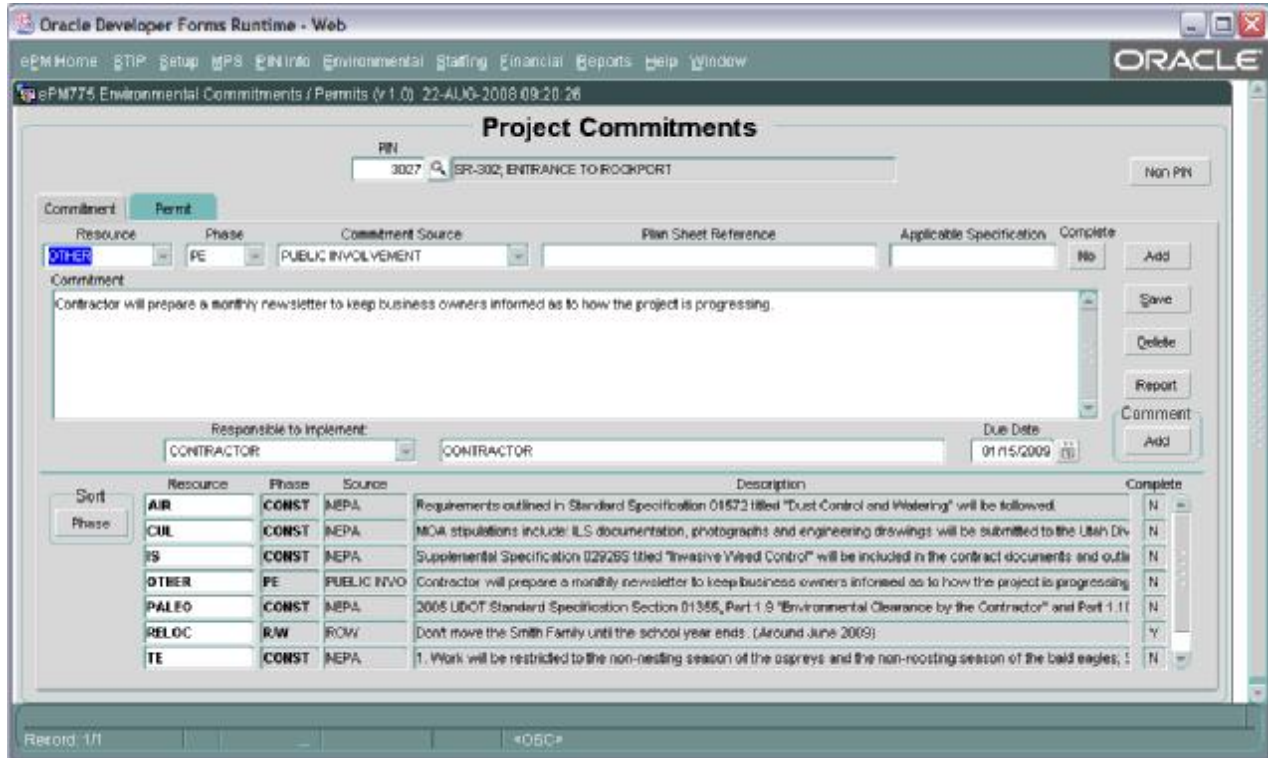 Oracle Developer Forms Runtime - Web
ePM Home STIP Setup MPS PIN Info Environmental Staffing Financial Reports Help Window
ORACLE
ePM775 Environmental Commitments / Permits (v 1.0) 22-AUG-2008 09:20:26
Project Commitments
PIN
3027 SR-302; ENTRANCE TO ROCKPORT Non PIN
Commitment Permit
Resource Phase Commitment Source Plan Sheet Reference Applicable Specification Complete
OTHER PE PUBLIC INVOLVEMENT No Add
Commitment
Contractor will prepare a monthly newsletter to keep business owners informed as to how the project is progressing.
Save
Delete
Report
Comment
Responsible to Implement: Due Date
CONTRACTOR CONTRACTOR 01/15/2009 Add
Resource Phase Source Description Complete
Sort
Phase
AIR CONST NEPA Requirements outlined in Standard Specification 01572 titled "Dust Control and Watering" will be followed. N
CUL CONST NEPA MOA stipulations include: ILS documentation, photographs and engineering drawings will be submitted to the Utah Div N
IS CONST NEPA Supplemental Specification 02926S titled "Invasive Weed Control" will be included in the contract documents and outli N
OTHER PE PUBLIC INVO Contractor will prepare a monthly newsletter to keep business owners informed as to how the project is progressing N
PALEO CONST NEPA 2005 UDOT Standard Specification Section 01355, Part 1.9 "Environmental Clearance by the Contractor" and Part 1.10 N
RELOC R/W ROW Don't move the Smith Family until the school year ends. (Around June 2009) Y
TE CONST NEPA 1. Work will be restricted to the non-nesting season of the ospreys and the non-roosting season of the bald eagles; N
Record: 1/1 <OSC>